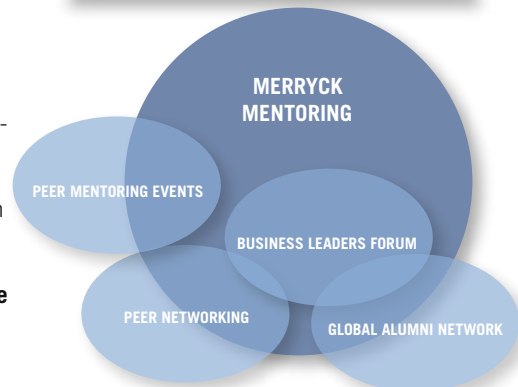 MERRYCK
MENTORING
PEER MENTORING EVENTS
BUSINESS LEADERS FORUM
PEER NETWORKING
GLOBAL ALUMNI NETWORK